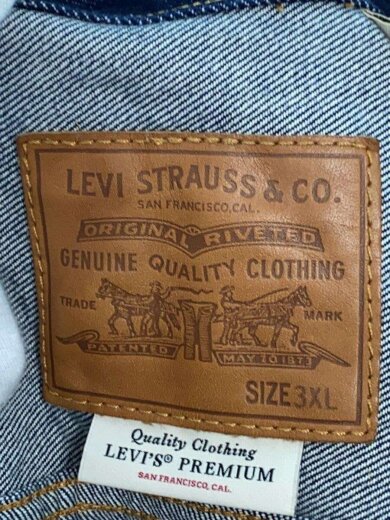 LEVI STRAUSS & CO.
SAN FRANCISCO, CAL.
ORIGINAL RIVETED
GENUINE QUALITY CLOTHING
TRADE MARK
PATENTED MAY 20 1873
SIZE 3XL
Quality Clothing
LEVI'S® PREMIUM
SAN FRANCISCO, CAL.